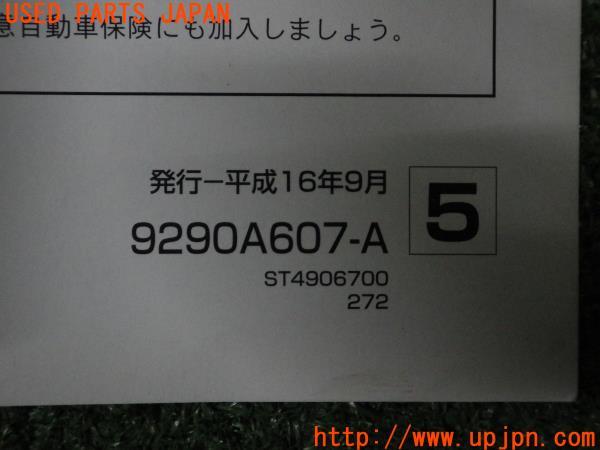 USED PARTS JAPAN
自動車保険にも加入しましょう。
発行ー平成16年9月
5
9290A607-A
ST4906700
272
http://www.upjpn.com/